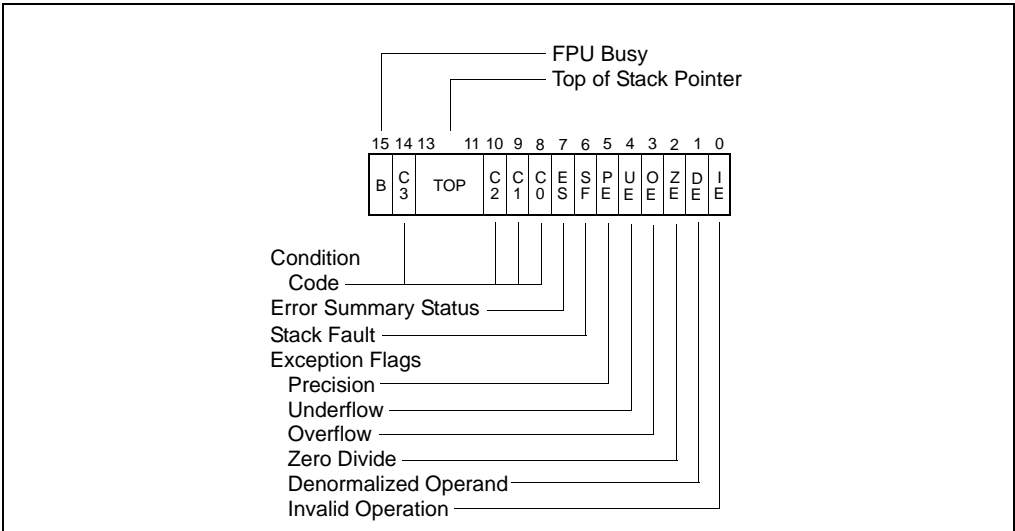 FPU Busy
Top of Stack Pointer
15 14 13 11 10 9 8 7 6 5 4 3 2 1 0
B C3 TOP C2 C1 C0 ES SF PE UE OE ZE DE IE
Condition
Code
Error Summary Status
Stack Fault
Exception Flags
Precision
Underflow
Overflow
Zero Divide
Denormalized Operand
Invalid Operation